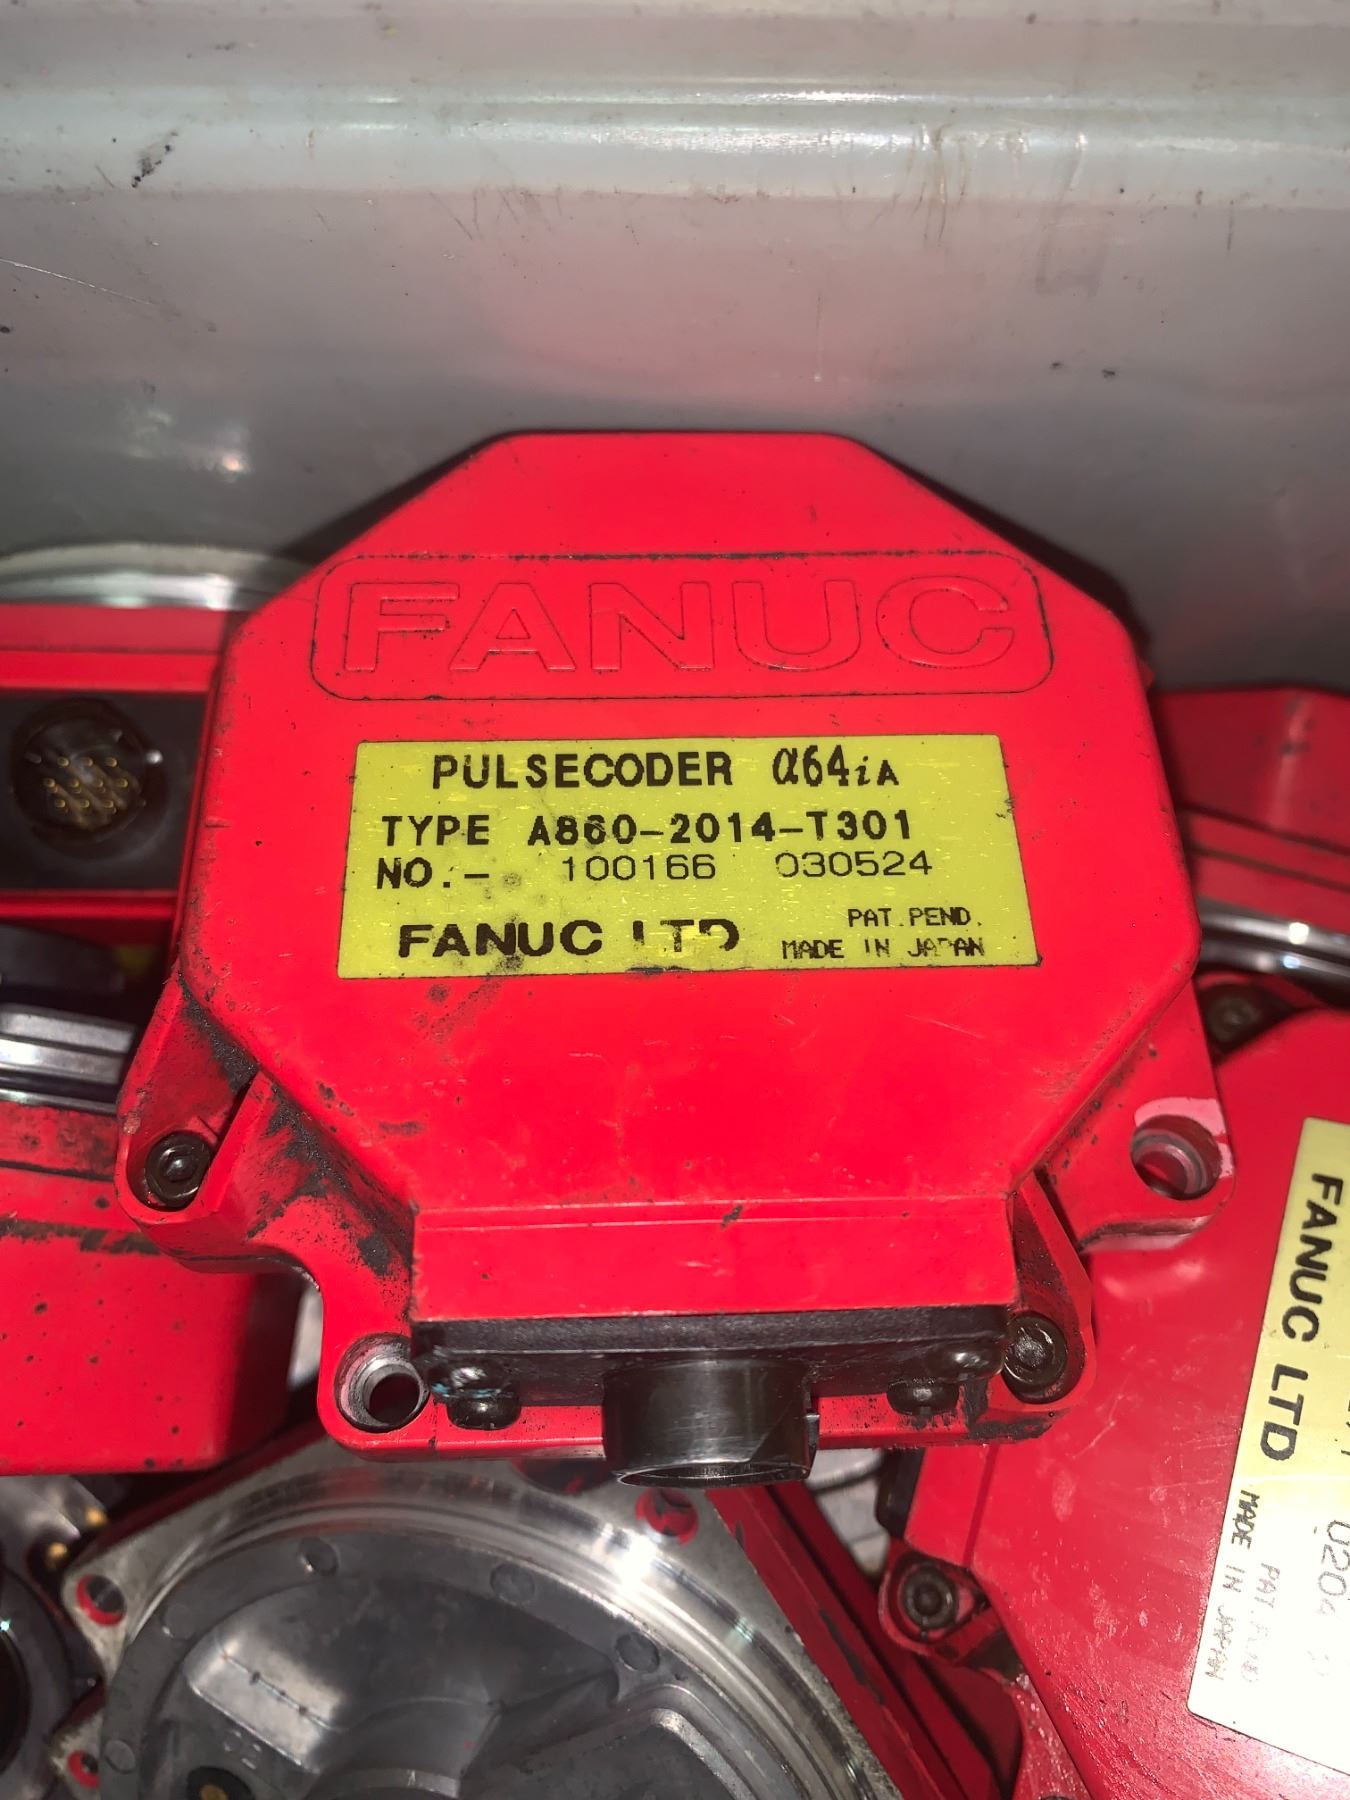 FANUC
PULSECODER α64iA
TYPE A860-2014-T301
NO.- 100166 030524
FANUC LTD
PAT.PEND.
MADE IN JAPAN
FANUC LTD
MADE IN JAPAN